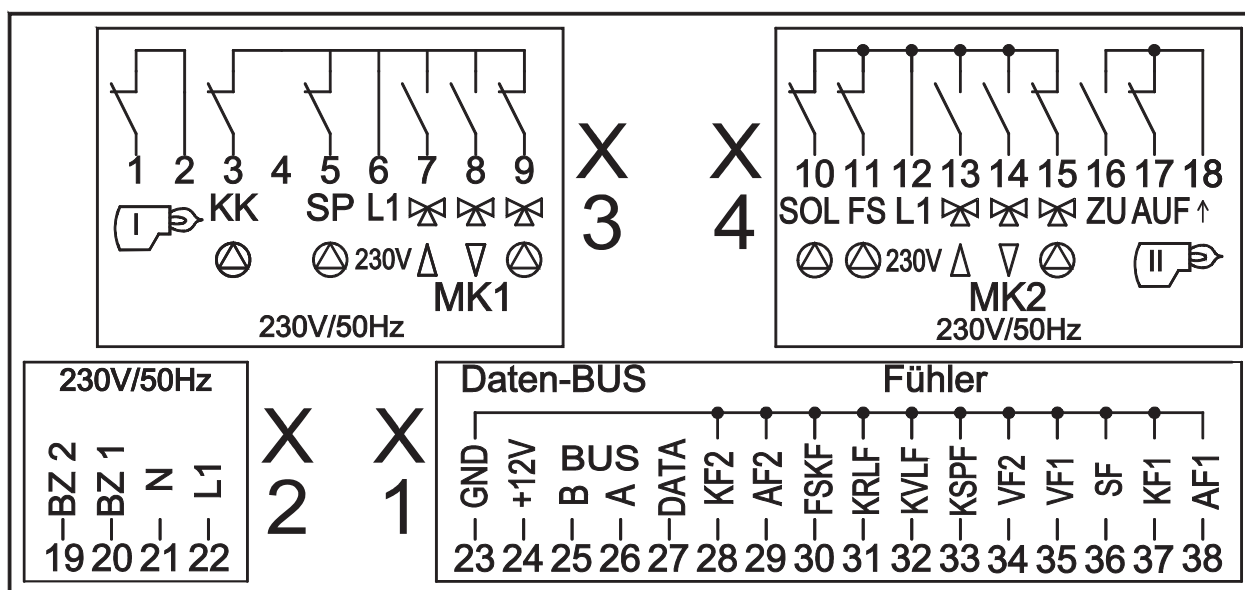 1 2 3 4 5 6 7 8 9
I KK SP L1
230V
MK1
230V/50Hz
X
3
X
4
10 11 12 13 14 15 16 17 18
SOL FS L1 ZU AUF ↑
230V II
MK2
230V/50Hz
230V/50Hz
BZ 2 BZ 1 N L1
19 20 21 22
X
2
X
1
Daten-BUS Fühler
BUS
GND +12V B A DATA KF2 AF2 FSKF KRLF KVLF KSPF VF2 VF1 SF KF1 AF1
23 24 25 26 27 28 29 30 31 32 33 34 35 36 37 38